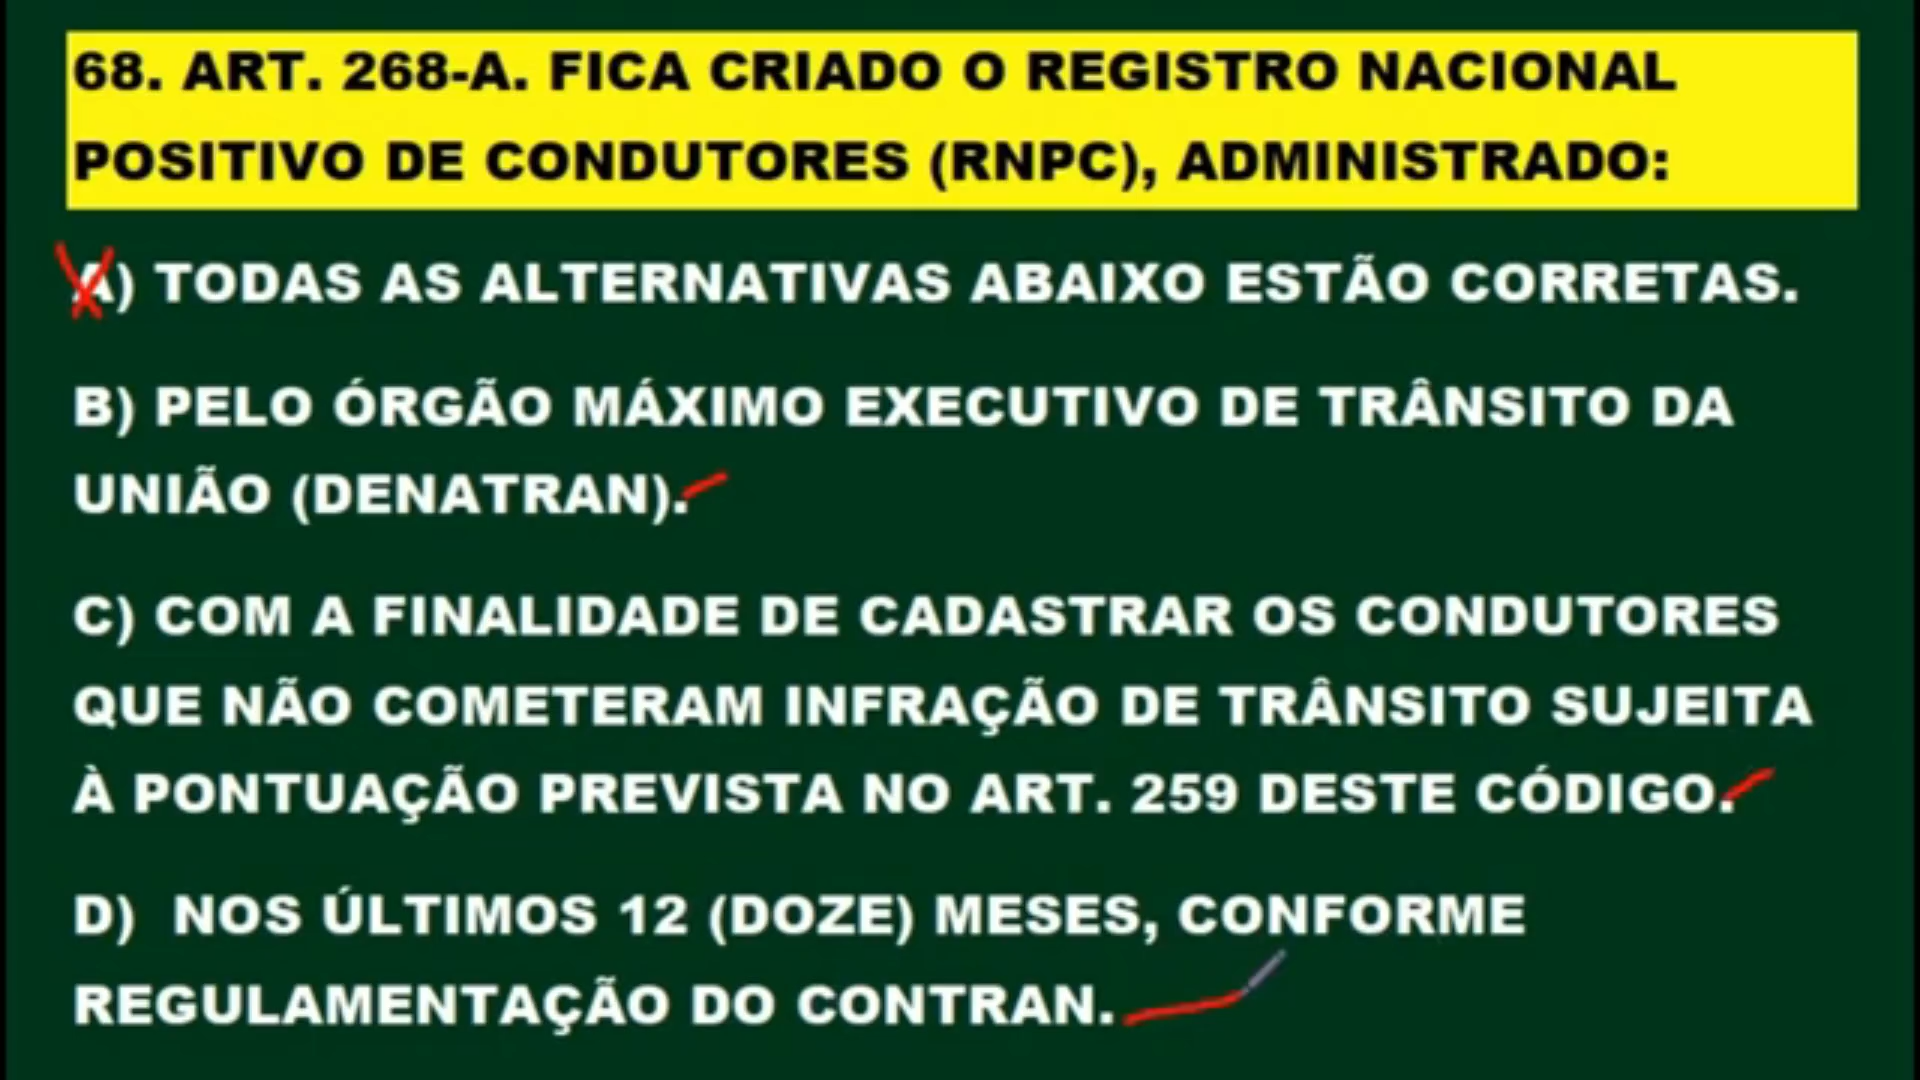 68. ART. 268-A. FICA CRIADO O REGISTRO NACIONAL
POSITIVO DE CONDUTORES (RNPC), ADMINISTRADO:
A) TODAS AS ALTERNATIVAS ABAIXO ESTÃO CORRETAS.
B) PELO ÓRGÃO MÁXIMO EXECUTIVO DE TRÂNSITO DA
UNIÃO (DENATRAN).
C) COM A FINALIDADE DE CADASTRAR OS CONDUTORES
QUE NÃO COMETERAM INFRAÇÃO DE TRÂNSITO SUJEITA
À PONTUAÇÃO PREVISTA NO ART. 259 DESTE CÓDIGO.
D) NOS ÚLTIMOS 12 (DOZE) MESES, CONFORME
REGULAMENTAÇÃO DO CONTRAN.